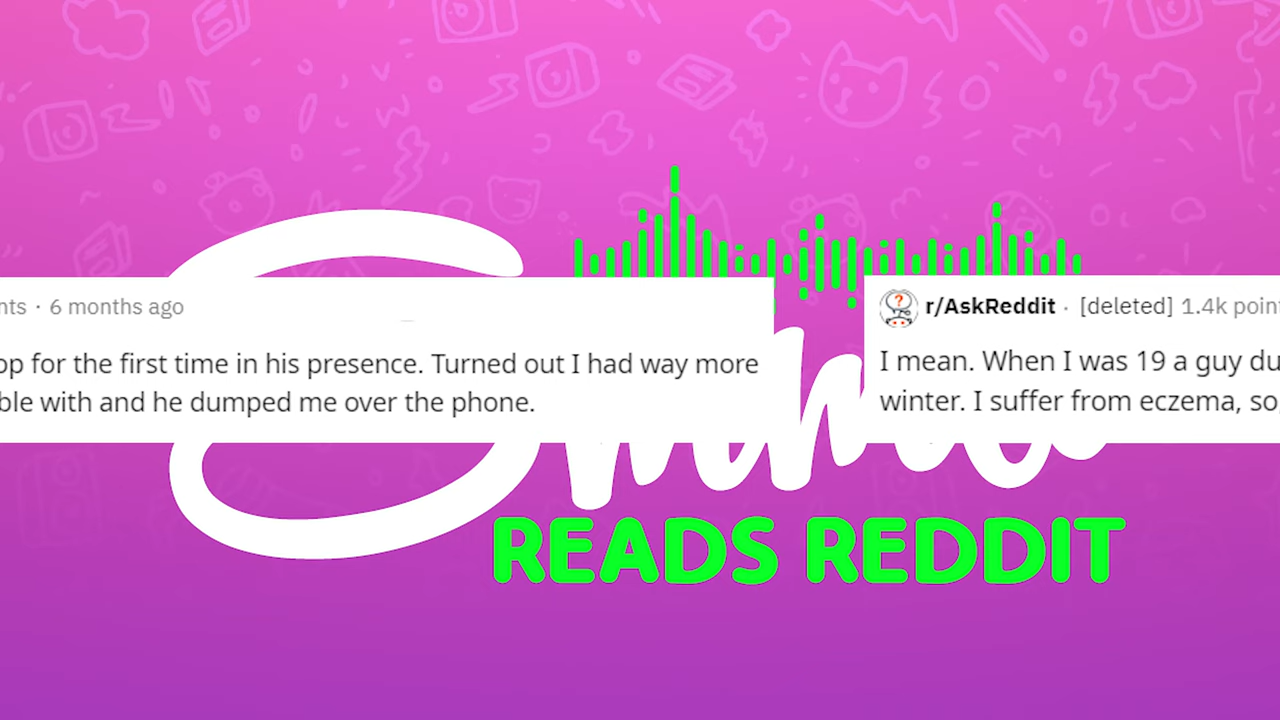 nts · 6 months ago
op for the first time in his presence. Turned out I had way more
ble with and he dumped me over the phone.
r/AskReddit · [deleted] 1.4k poin
I mean. When I was 19 a guy du
winter. I suffer from eczema, so,
READS REDDIT